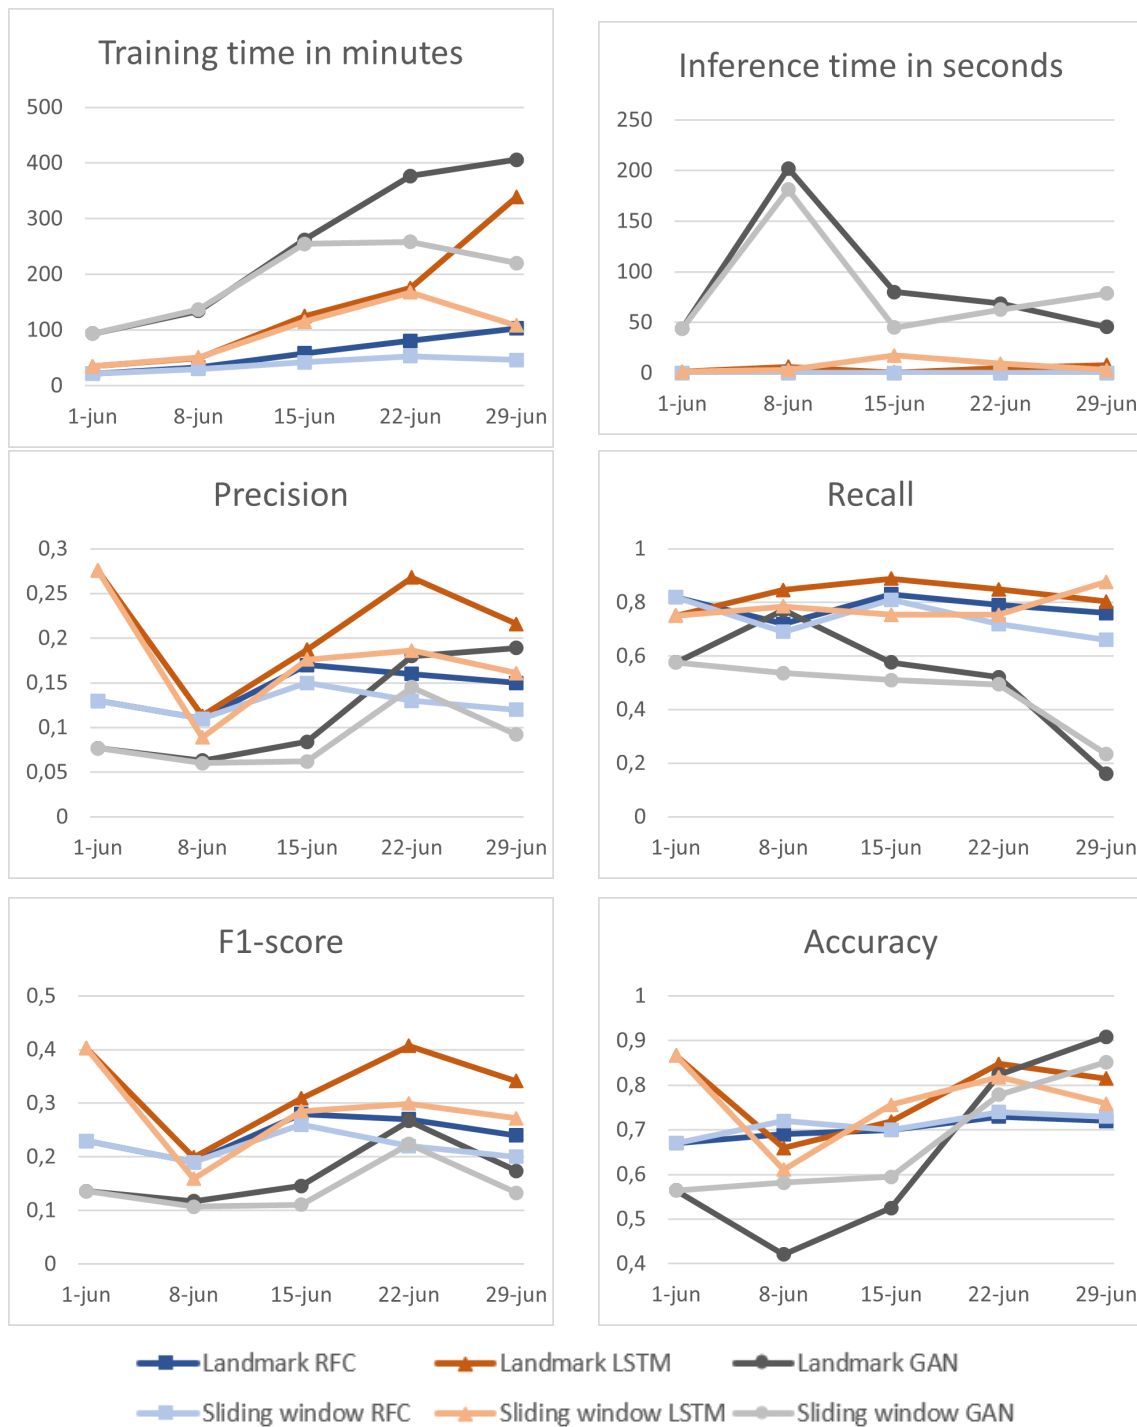 Training time in minutes
500
400
300
200
100
0
1-jun 8-jun 15-jun 22-jun 29-jun
Inference time in seconds
250
200
150
100
50
0
1-jun 8-jun 15-jun 22-jun 29-jun
Precision
0,3
0,25
0,2
0,15
0,1
0,05
0
1-jun 8-jun 15-jun 22-jun 29-jun
Recall
1
0,8
0,6
0,4
0,2
0
1-jun 8-jun 15-jun 22-jun 29-jun
F1-score
0,5
0,4
0,3
0,2
0,1
0
1-jun 8-jun 15-jun 22-jun 29-jun
Accuracy
1
0,9
0,8
0,7
0,6
0,5
0,4
1-jun 8-jun 15-jun 22-jun 29-jun
Landmark RFC Landmark LSTM Landmark GAN
Sliding window RFC Sliding window LSTM Sliding window GAN